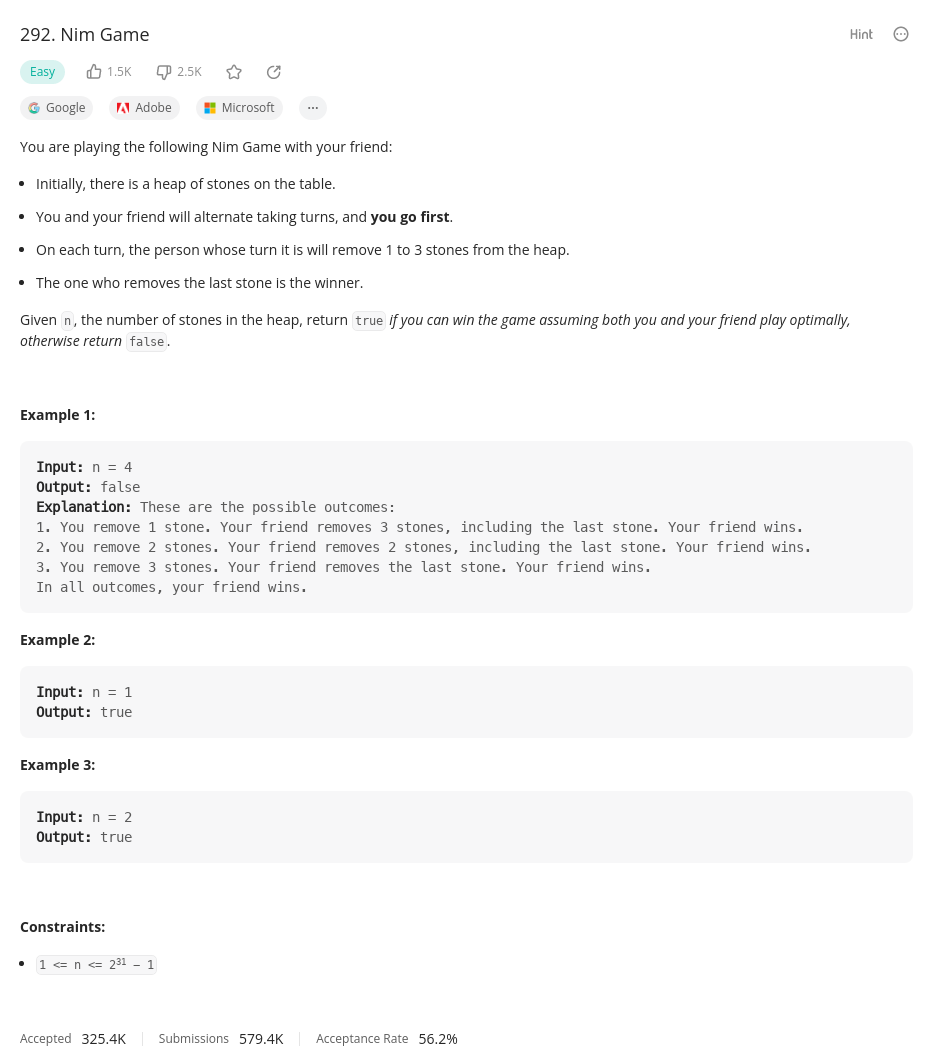 292. Nim Game
Hint
Easy 1.5K 2.5K
Google Adobe Microsoft ···
You are playing the following Nim Game with your friend:
• Initially, there is a heap of stones on the table.
• You and your friend will alternate taking turns, and you go first.
• On each turn, the person whose turn it is will remove 1 to 3 stones from the heap.
• The one who removes the last stone is the winner.
Given n, the number of stones in the heap, return true if you can win the game assuming both you and your friend play optimally,
otherwise return false.
Example 1:
Input: n = 4
Output: false
Explanation: These are the possible outcomes:
1. You remove 1 stone. Your friend removes 3 stones, including the last stone. Your friend wins.
2. You remove 2 stones. Your friend removes 2 stones, including the last stone. Your friend wins.
3. You remove 3 stones. Your friend removes the last stone. Your friend wins.
In all outcomes, your friend wins.
Example 2:
Input: n = 1
Output: true
Example 3:
Input: n = 2
Output: true
Constraints:
• 1 <= n <= 2³¹ − 1
Accepted 325.4K Submissions 579.4K Acceptance Rate 56.2%